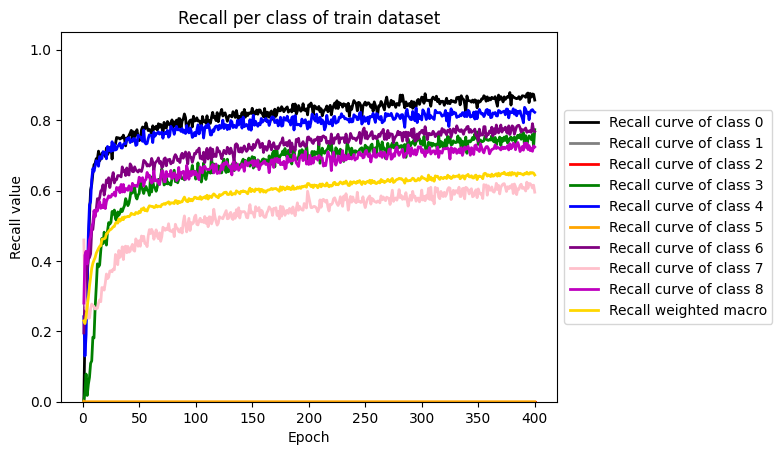 Recall per class of train dataset
1.0
0.8
0.6
0.4
0.2
0.0
Recall value
0 50 100 150 200 250 300 350 400
Epoch
Recall curve of class 0
Recall curve of class 1
Recall curve of class 2
Recall curve of class 3
Recall curve of class 4
Recall curve of class 5
Recall curve of class 6
Recall curve of class 7
Recall curve of class 8
Recall weighted macro